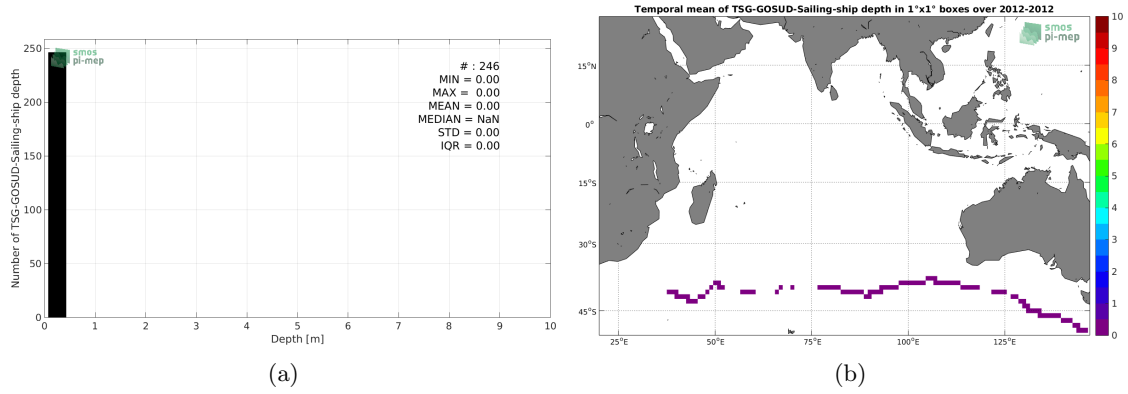 Number of TSG-GOSUD-Sailing-ship depth
250
200
150
100
50
0
0 1 2 3 4 5 6 7 8 9 10
Depth [m]
smos
pi-mep
# : 246
MIN = 0.00
MAX = 0.00
MEAN = 0.00
MEDIAN = NaN
STD = 0.00
IQR = 0.00
(a)
Temporal mean of TSG-GOSUD-Sailing-ship depth in 1°x1° boxes over 2012-2012
smos
pi-mep
15°N
0°
15°S
30°S
45°S
25°E 50°E 75°E 100°E 125°E
10
9
8
7
6
5
4
3
2
1
0
(b)